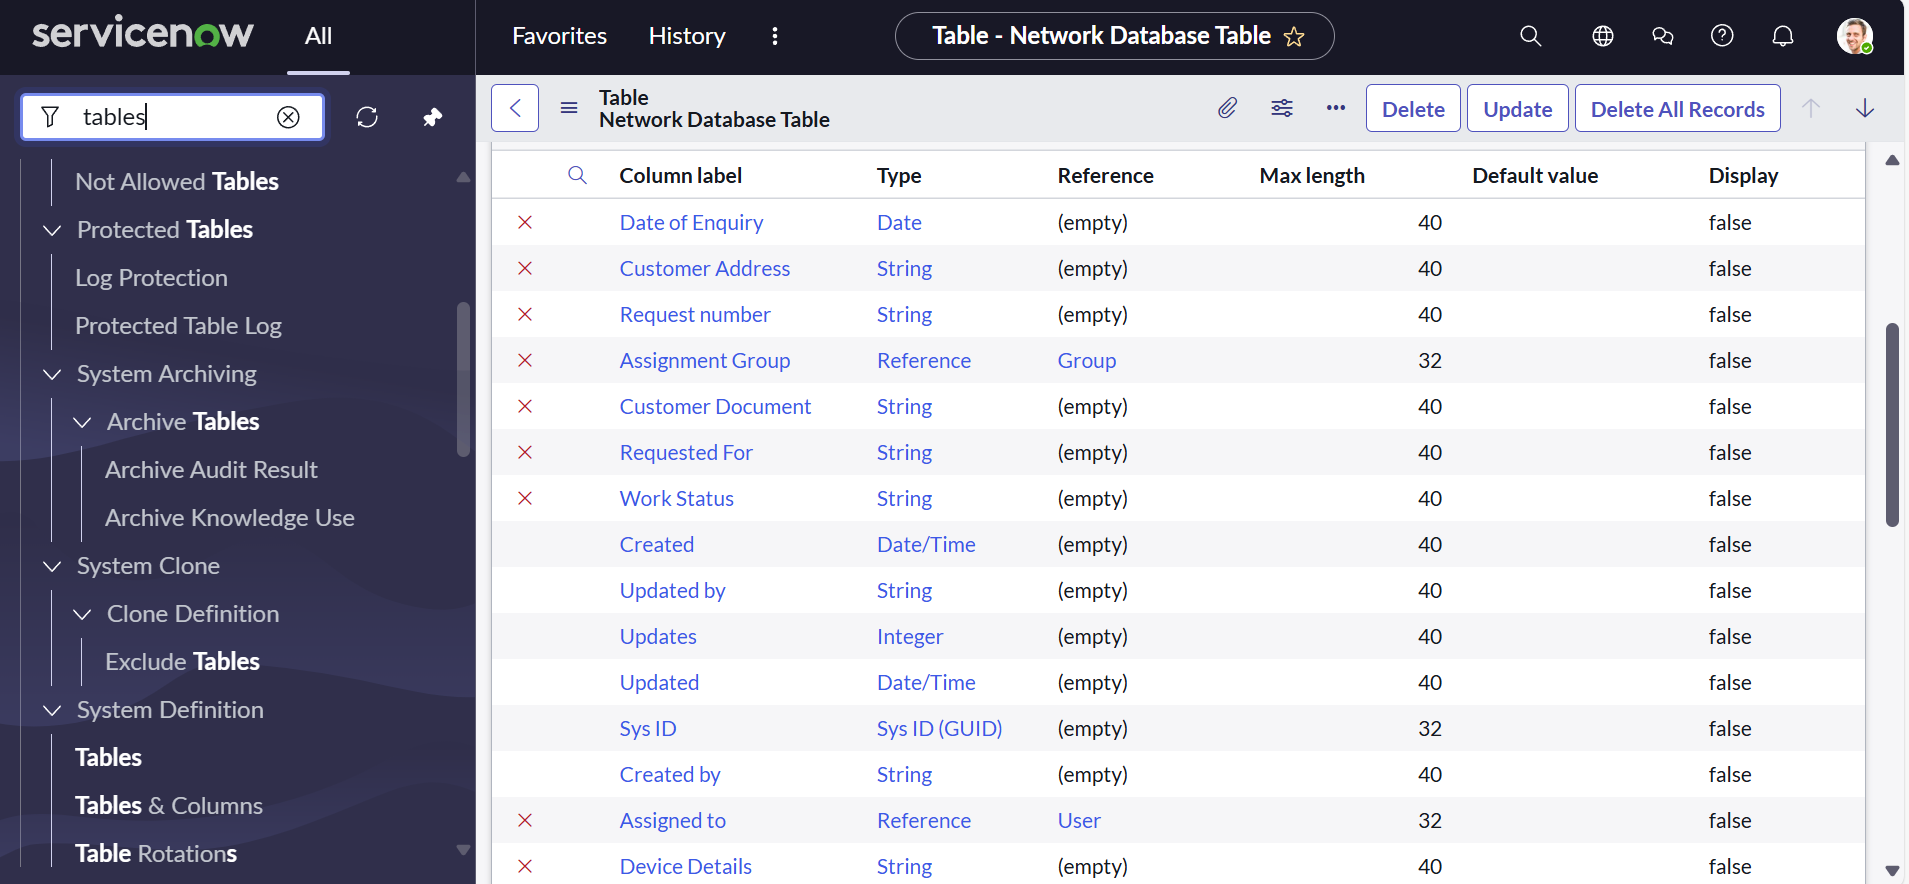 servicenow
All
Favorites
History
Table - Network Database Table
tables
Not Allowed Tables
Protected Tables
Log Protection
Protected Table Log
System Archiving
Archive Tables
Archive Audit Result
Archive Knowledge Use
System Clone
Clone Definition
Exclude Tables
System Definition
Tables
Tables & Columns
Table Rotations
Table
Network Database Table
Delete
Update
Delete All Records
Column label Type Reference Max length Default value Display
Date of Enquiry Date (empty) 40 false
Customer Address String (empty) 40 false
Request number String (empty) 40 false
Assignment Group Reference Group 32 false
Customer Document String (empty) 40 false
Requested For String (empty) 40 false
Work Status String (empty) 40 false
Created Date/Time (empty) 40 false
Updated by String (empty) 40 false
Updates Integer (empty) 40 false
Updated Date/Time (empty) 40 false
Sys ID Sys ID (GUID) (empty) 32 false
Created by String (empty) 40 false
Assigned to Reference User 32 false
Device Details String (empty) 40 false